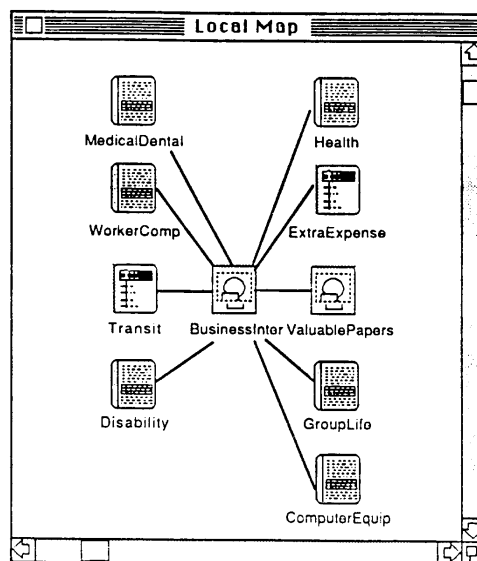 Local Map
MedicalDental
Health
WorkerComp
ExtraExpense
Transit
BusinessInter
ValuablePapers
Disability
GroupLife
ComputerEquip